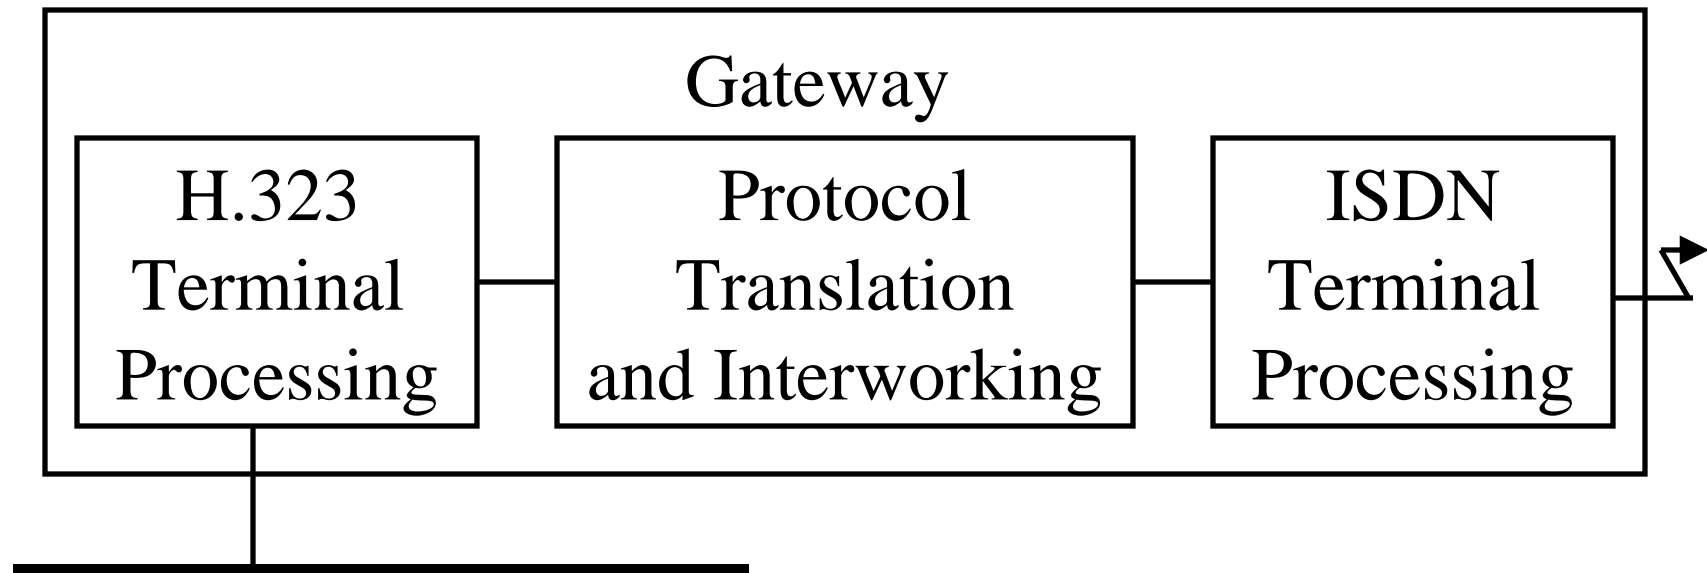 Gateway
H.323
Terminal
Processing
Protocol
Translation
and Interworking
ISDN
Terminal
Processing